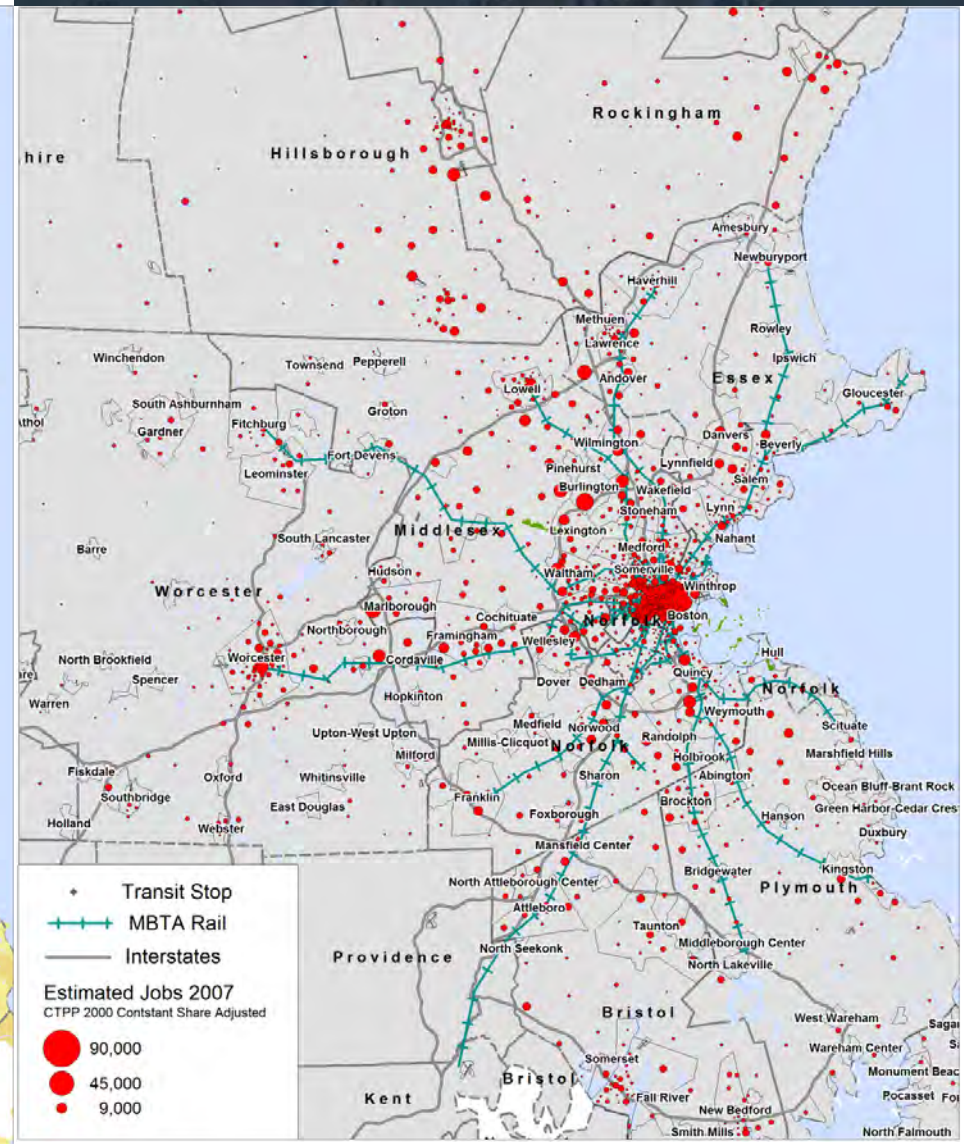 Rockingham
hire
Hillsborough
Amesbury
Newburyport
Haverhill
Methuen
Lawrence
Rowley
Winchendon
Townsend
Pepperell
Ipswich
Andover
Essex
Lowell
Gloucester
South Ashburnham
Groton
Athol
Gardner
Fitchburg
Danvers
Beverly
Wilmington
Fort Devens
Lynnfield
Pinehurst
Leominster
Salem
Burlington
Wakefield
Stoneham
Lynn
Middlesex
Lexington
South Lancaster
Nahant
Barre
Medford
Hudson
Waltham
Somerville
Winthrop
Worcester
Marlborough
Cochituate
Boston
Norfolk
Northborough
Framingham
Wellesley
Worcester
Cordaville
Hull
North Brookfield
Spencer
Dover
Dedham
Quincy
Norfolk
Warren
Hopkinton
Weymouth
Medfield
Norwood
Scituate
Upton-West Upton
Randolph
Millis-Clicquot
Norfolk
Milford
Holbrook
Marshfield Hills
Fiskdale
Oxford
Whitinsville
Sharon
Abington
Ocean Bluff-Brant Rock
Southbridge
Franklin
Brockton
East Douglas
Green Harbor-Cedar Cres
Holland
Webster
Foxborough
Hanson
Duxbury
Mansfield Center
Bridgewater
Kingston
North Attleborough Center
Plymouth
Attleboro
Taunton
Middleborough Center
North Seekonk
Providence
North Lakeville
Bristol
West Wareham
Sagar
Wareham Center
Somerset
Monument Beac
Bristol
Kent
Fall River
Pocasset
New Bedford
Smith Mills
North Falmouth
Transit Stop
MBTA Rail
Interstates
Estimated Jobs 2007
CTPP 2000 Contstant Share Adjusted
90,000
45,000
9,000